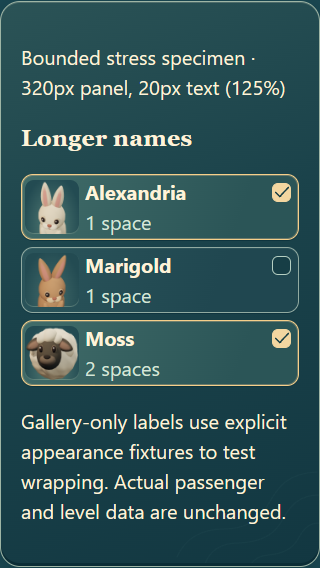 Bounded stress specimen ·
320px panel, 20px text (125%)
Longer names
Alexandria
1 space
Marigold
1 space
Moss
2 spaces
Gallery-only labels use explicit
appearance fixtures to test
wrapping. Actual passenger
and level data are unchanged.